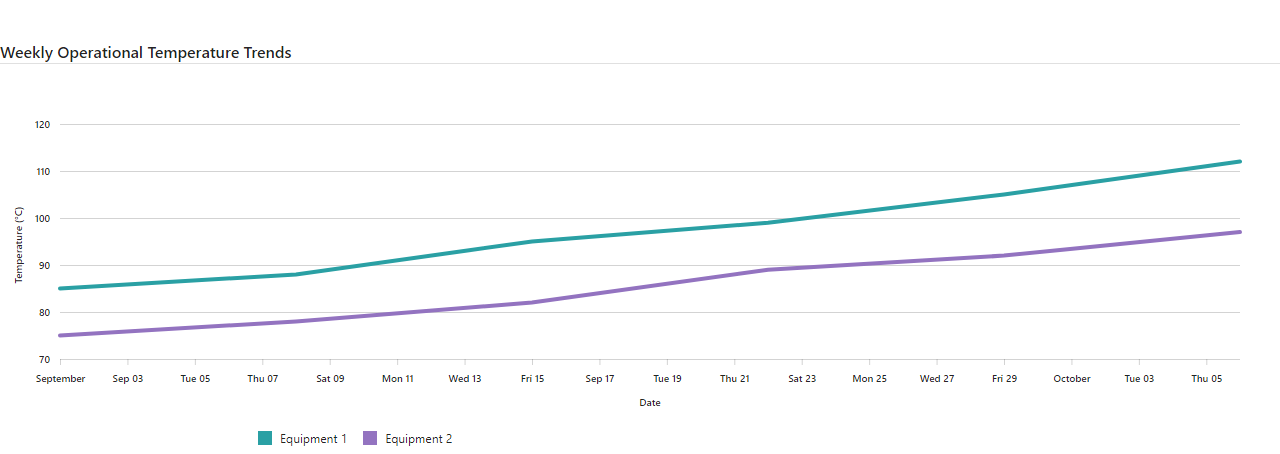 Weekly Operational Temperature Trends
120
110
100
90
80
70
Temperature (°C)
September Sep 03 Tue 05 Thu 07 Sat 09 Mon 11 Wed 13 Fri 15 Sep 17 Tue 19 Thu 21 Sat 23 Mon 25 Wed 27 Fri 29 October Tue 03 Thu 05
Date
Equipment 1 Equipment 2